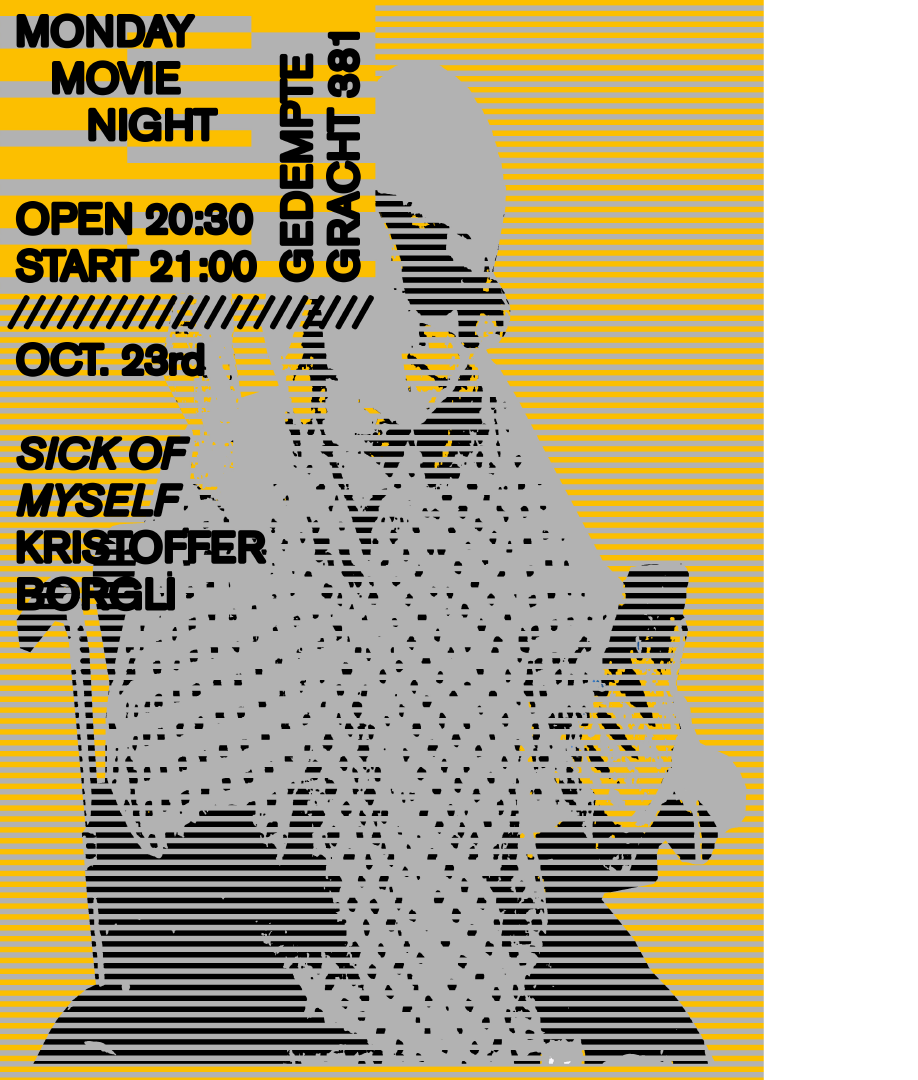 MONDAY
MOVIE
NIGHT
GEDEMPTE
GRACHT 381
OPEN 20:30
START 21:00
//////////////////////
OCT. 23rd
SICK OF
MYSELF
KRISTOFFER
BORGLI